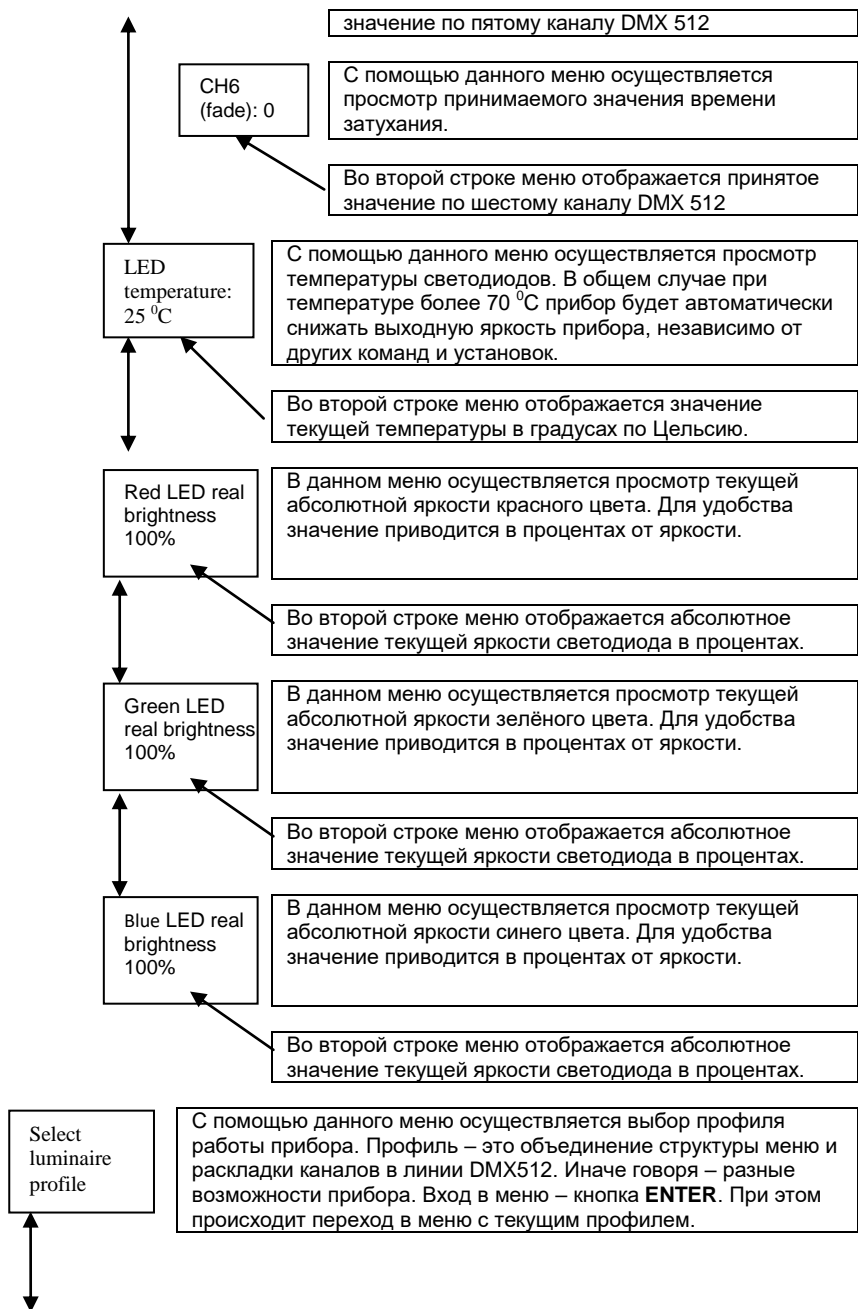 значение по пятому каналу DMX 512
CH6
(fade): 0
С помощью данного меню осуществляется
просмотр принимаемого значения времени
затухания.
Во второй строке меню отображается принятое
значение по шестому каналу DMX 512
LED
temperature:
25 ⁰C
С помощью данного меню осуществляется просмотр
температуры светодиодов. В общем случае при
температуре более 70 ⁰С прибор будет автоматически
снижать выходную яркость прибора, независимо от
других команд и установок.
Во второй строке меню отображается значение
текущей температуры в градусах по Цельсию.
Red LED real
brightness
100%
В данном меню осуществляется просмотр текущей
абсолютной яркости красного цвета. Для удобства
значение приводится в процентах от яркости.
Во второй строке меню отображается абсолютное
значение текущей яркости светодиода в процентах.
Green LED
real brightness
100%
В данном меню осуществляется просмотр текущей
абсолютной яркости зелёного цвета. Для удобства
значение приводится в процентах от яркости.
Во второй строке меню отображается абсолютное
значение текущей яркости светодиода в процентах.
Blue LED real
brightness
100%
В данном меню осуществляется просмотр текущей
абсолютной яркости синего цвета. Для удобства
значение приводится в процентах от яркости.
Во второй строке меню отображается абсолютное
значение текущей яркости светодиода в процентах.
Select
luminaire
profile
С помощью данного меню осуществляется выбор профиля
работы прибора. Профиль – это объединение структуры меню и
раскладки каналов в линии DMX512. Иначе говоря – разные
возможности прибора. Вход в меню – кнопка ENTER. При этом
происходит переход в меню с текущим профилем.